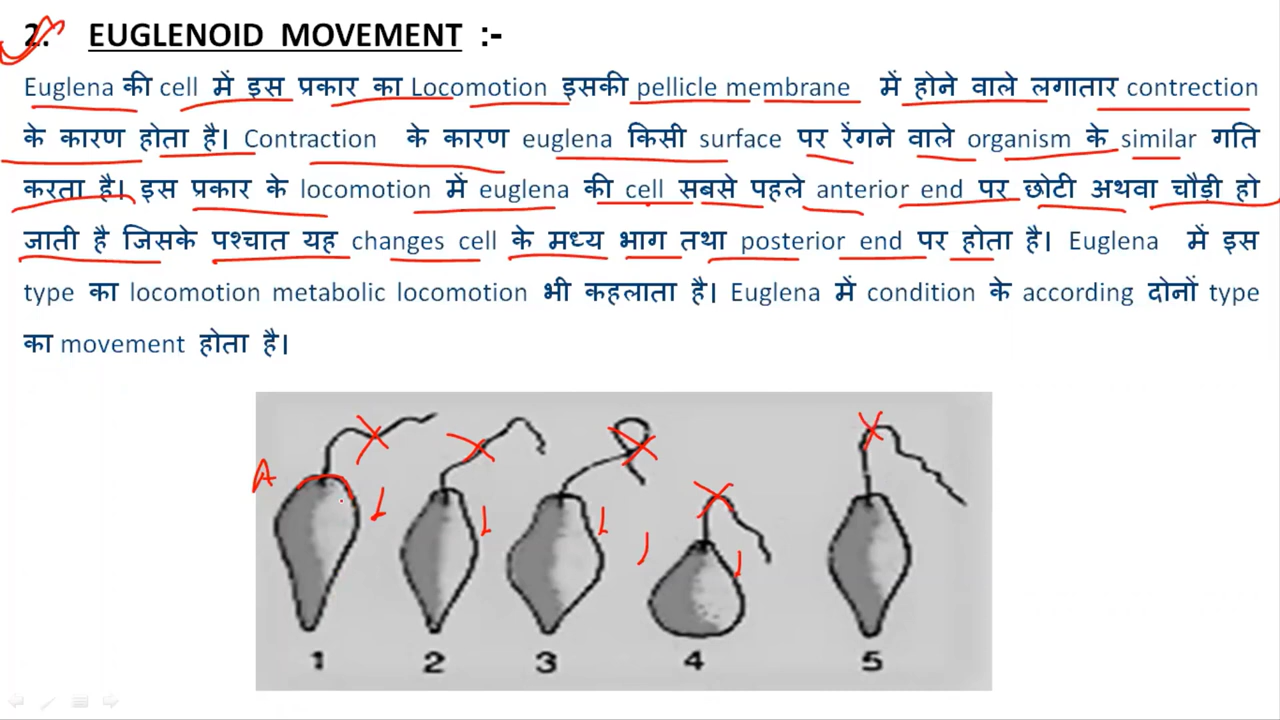 2. EUGLENOID MOVEMENT :-
Euglena की cell में इस प्रकार का Locomotion इसकी pellicle membrane में होने वाले लगातार contrection
के कारण होता है। Contraction के कारण euglena किसी surface पर रेंगने वाले organism के similar गति
करता है। इस प्रकार के locomotion में euglena की cell सबसे पहले anterior end पर छोटी अथवा चौड़ी हो
जाती है जिसके पश्चात यह changes cell के मध्य भाग तथा posterior end पर होता है। Euglena में इस
type का locomotion metabolic locomotion भी कहलाता है। Euglena में condition के according दोनों type
का movement होता है।
A
1 2 3 4 5